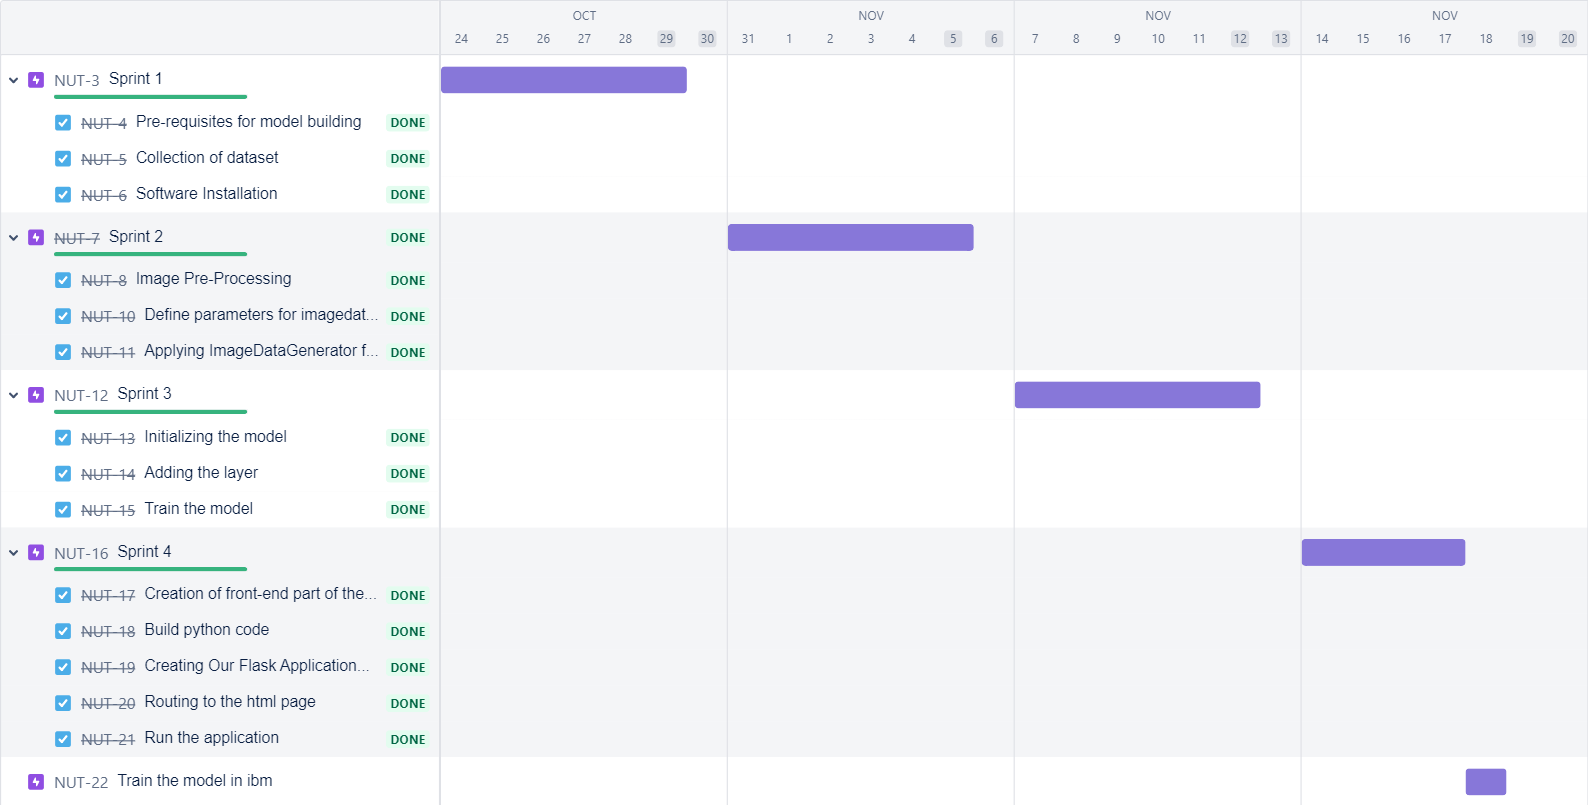 OCT NOV NOV NOV
24 25 26 27 28 29 30 31 1 2 3 4 5 6 7 8 9 10 11 12 13 14 15 16 17 18 19 20
NUT-3 Sprint 1
NUT-4 Pre-requisites for model building DONE
NUT-5 Collection of dataset DONE
NUT-6 Software Installation DONE
NUT-7 Sprint 2 DONE
NUT-8 Image Pre-Processing DONE
NUT-10 Define parameters for imagedat... DONE
NUT-11 Applying ImageDataGenerator f... DONE
NUT-12 Sprint 3
NUT-13 Initializing the model DONE
NUT-14 Adding the layer DONE
NUT-15 Train the model DONE
NUT-16 Sprint 4
NUT-17 Creation of front-end part of the... DONE
NUT-18 Build python code DONE
NUT-19 Creating Our Flask Application... DONE
NUT-20 Routing to the html page DONE
NUT-21 Run the application DONE
NUT-22 Train the model in ibm